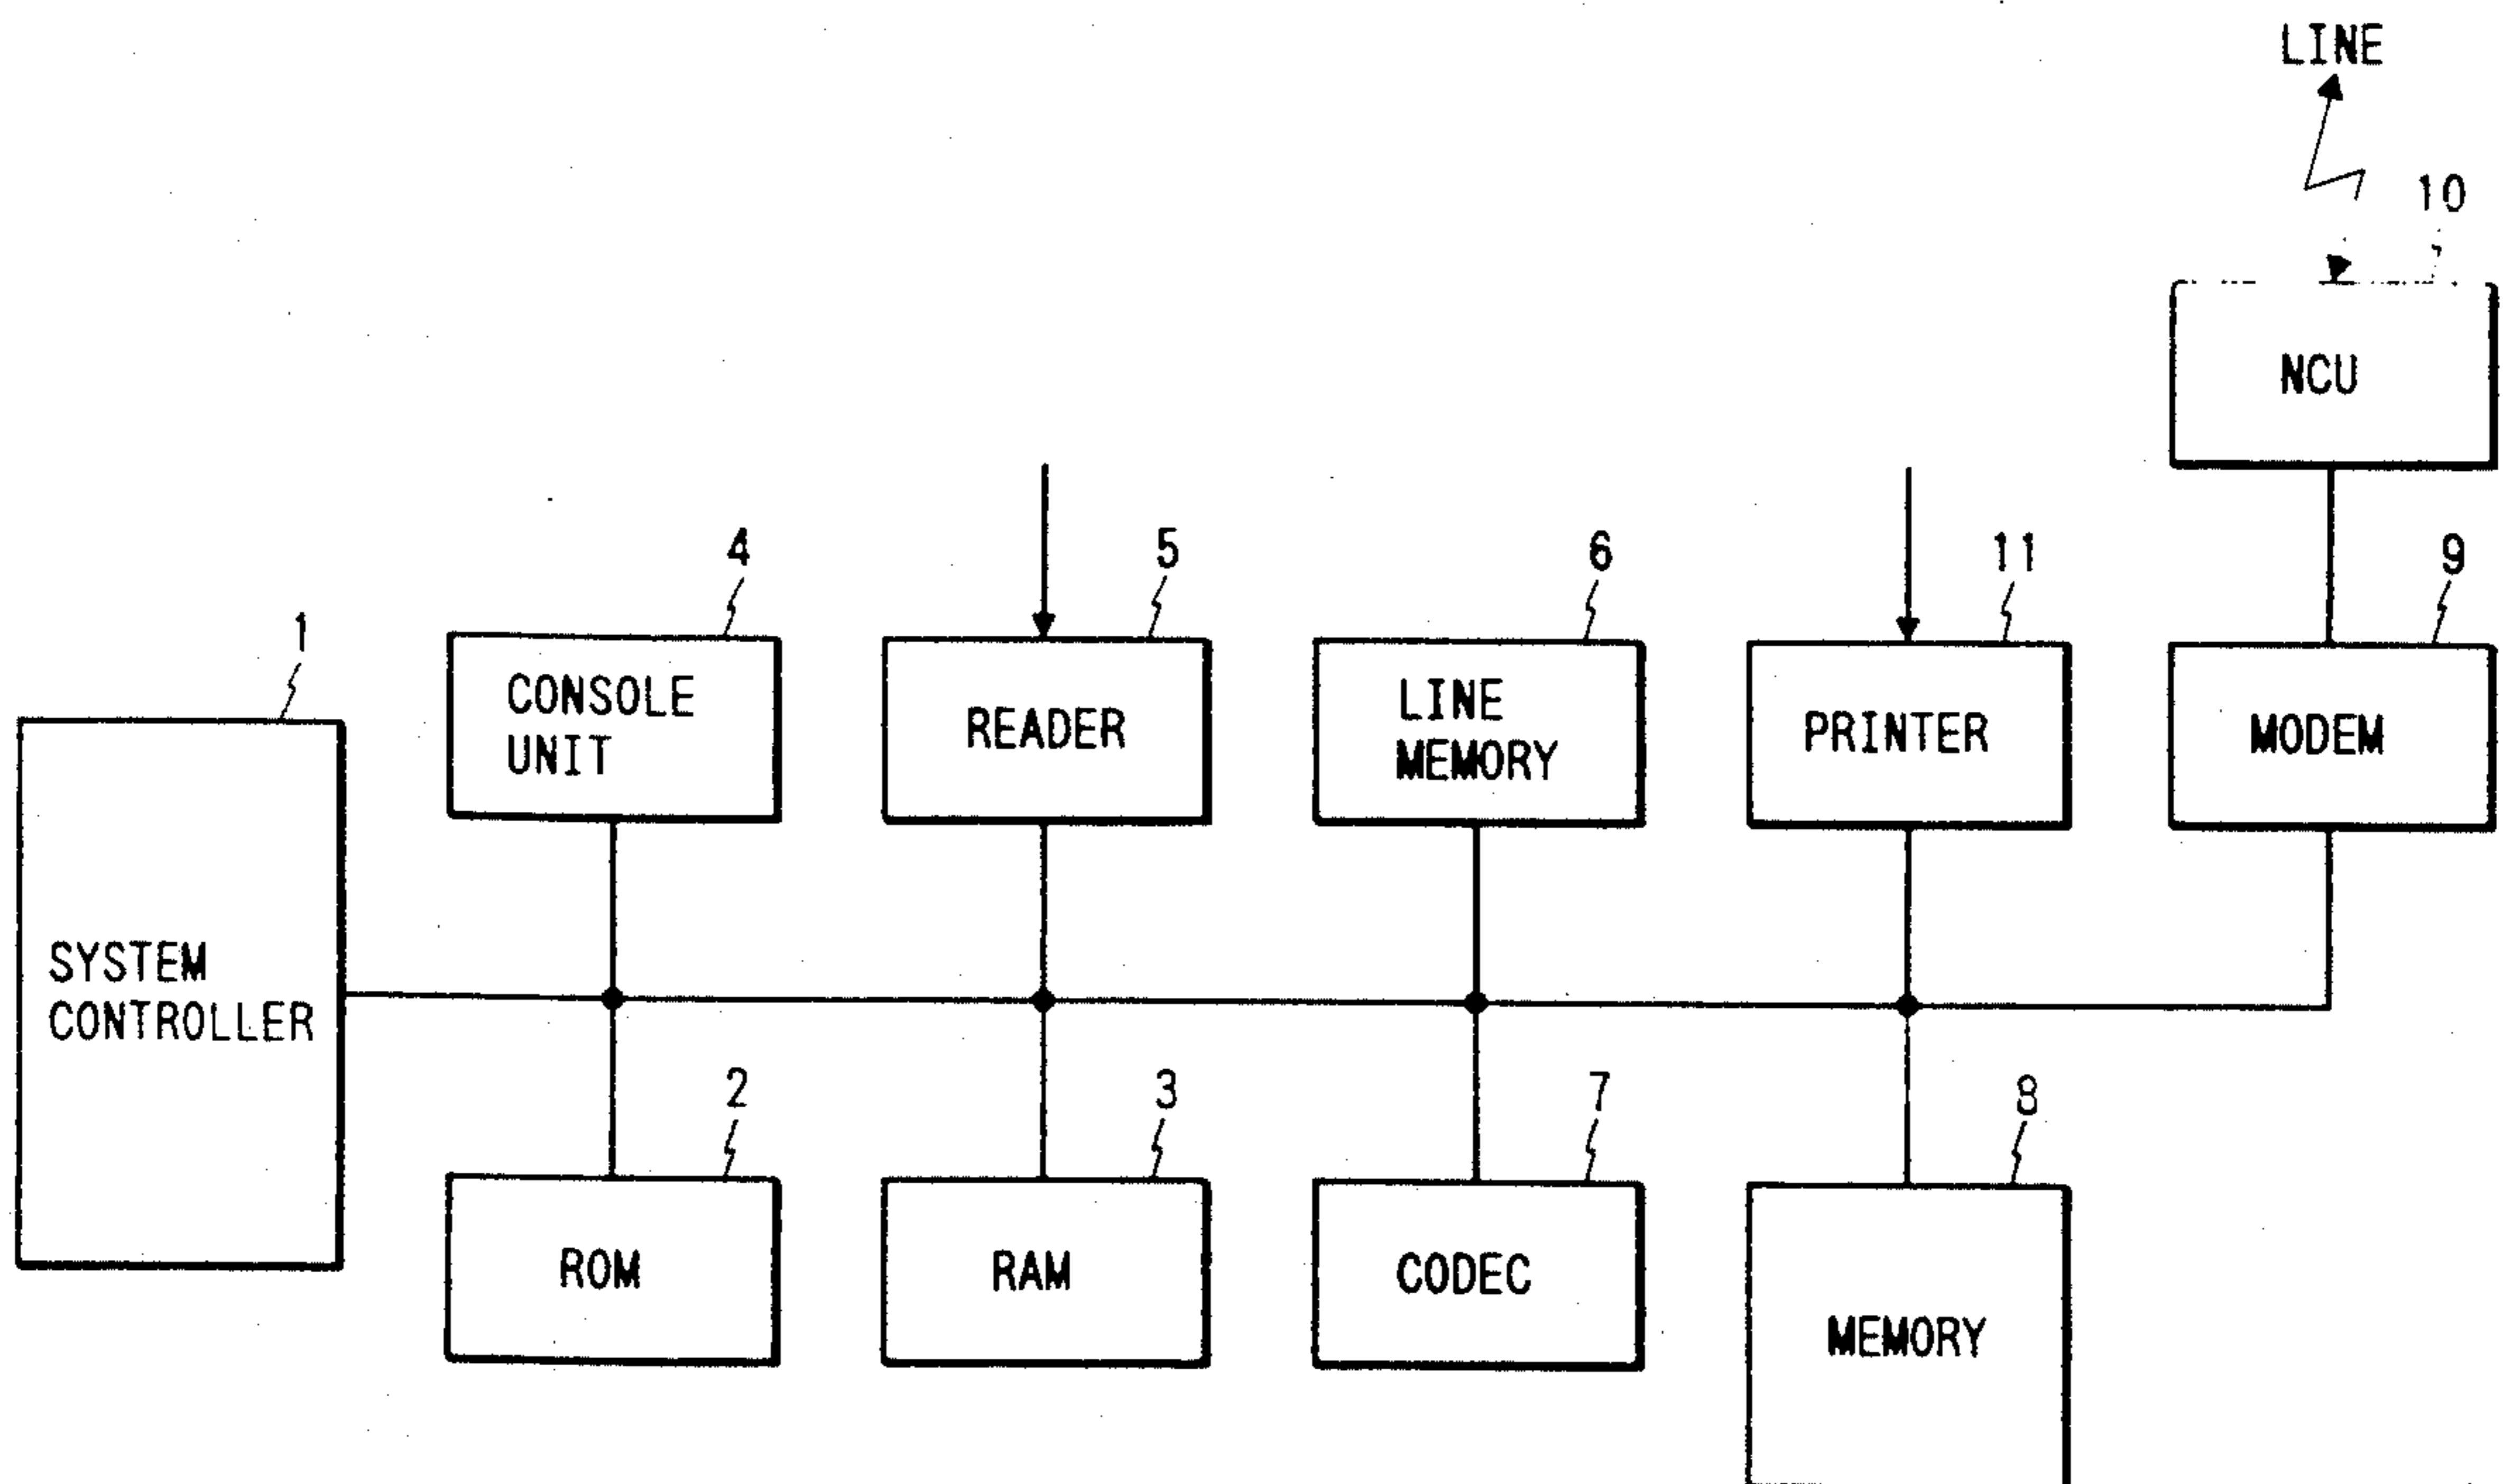 LINE
10
NCU
4
5
6
11
9
1
CONSOLE
UNIT
READER
LINE
MEMORY
PRINTER
MODEM
SYSTEM
CONTROLLER
2
3
7
8
ROM
RAM
CODEC
MEMORY